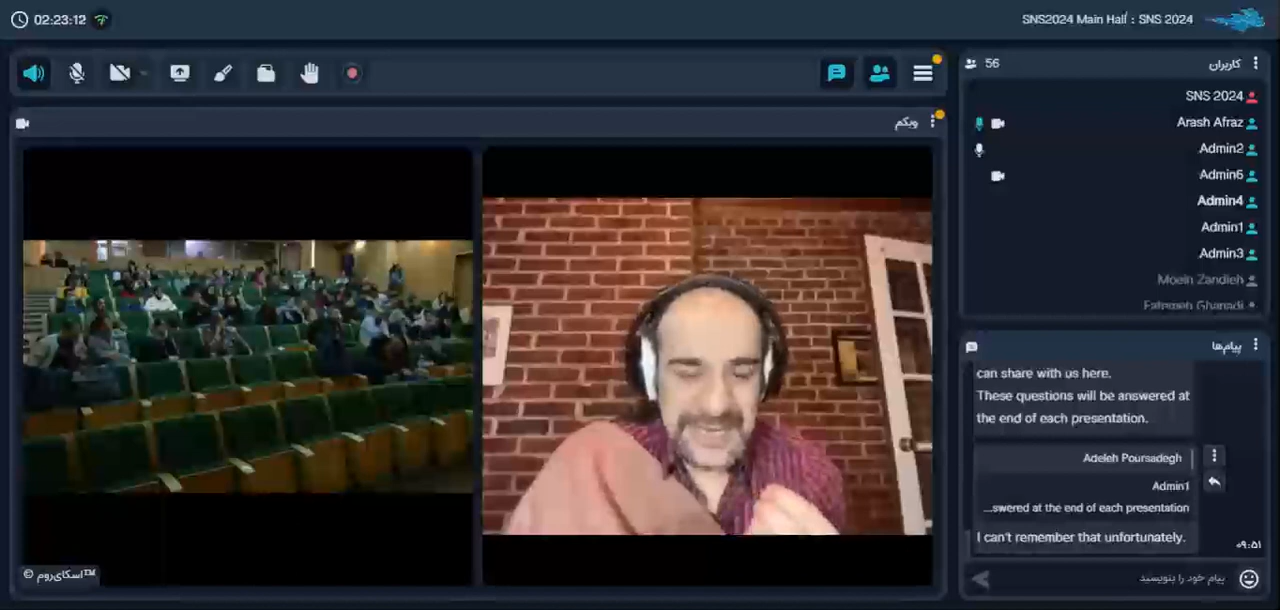 02:23:12
SNS2024 Main Hall : SNS 2024
وبکم
56
کاربران
SNS 2024
Arash Afraz
Admin2
Admin6
Admin4
Admin1
Admin3
Moein Zandieh
Fatemeh Ghanadi
پیام‌ها
can share with us here.
These questions will be answered at
the end of each presentation.
Adeleh Poursadegh
Admin1
...swered at the end of each presentation
I can't remember that unfortunately.
۰۹:۵۱
پیام خود را بنویسید
© اسکای‌روم™